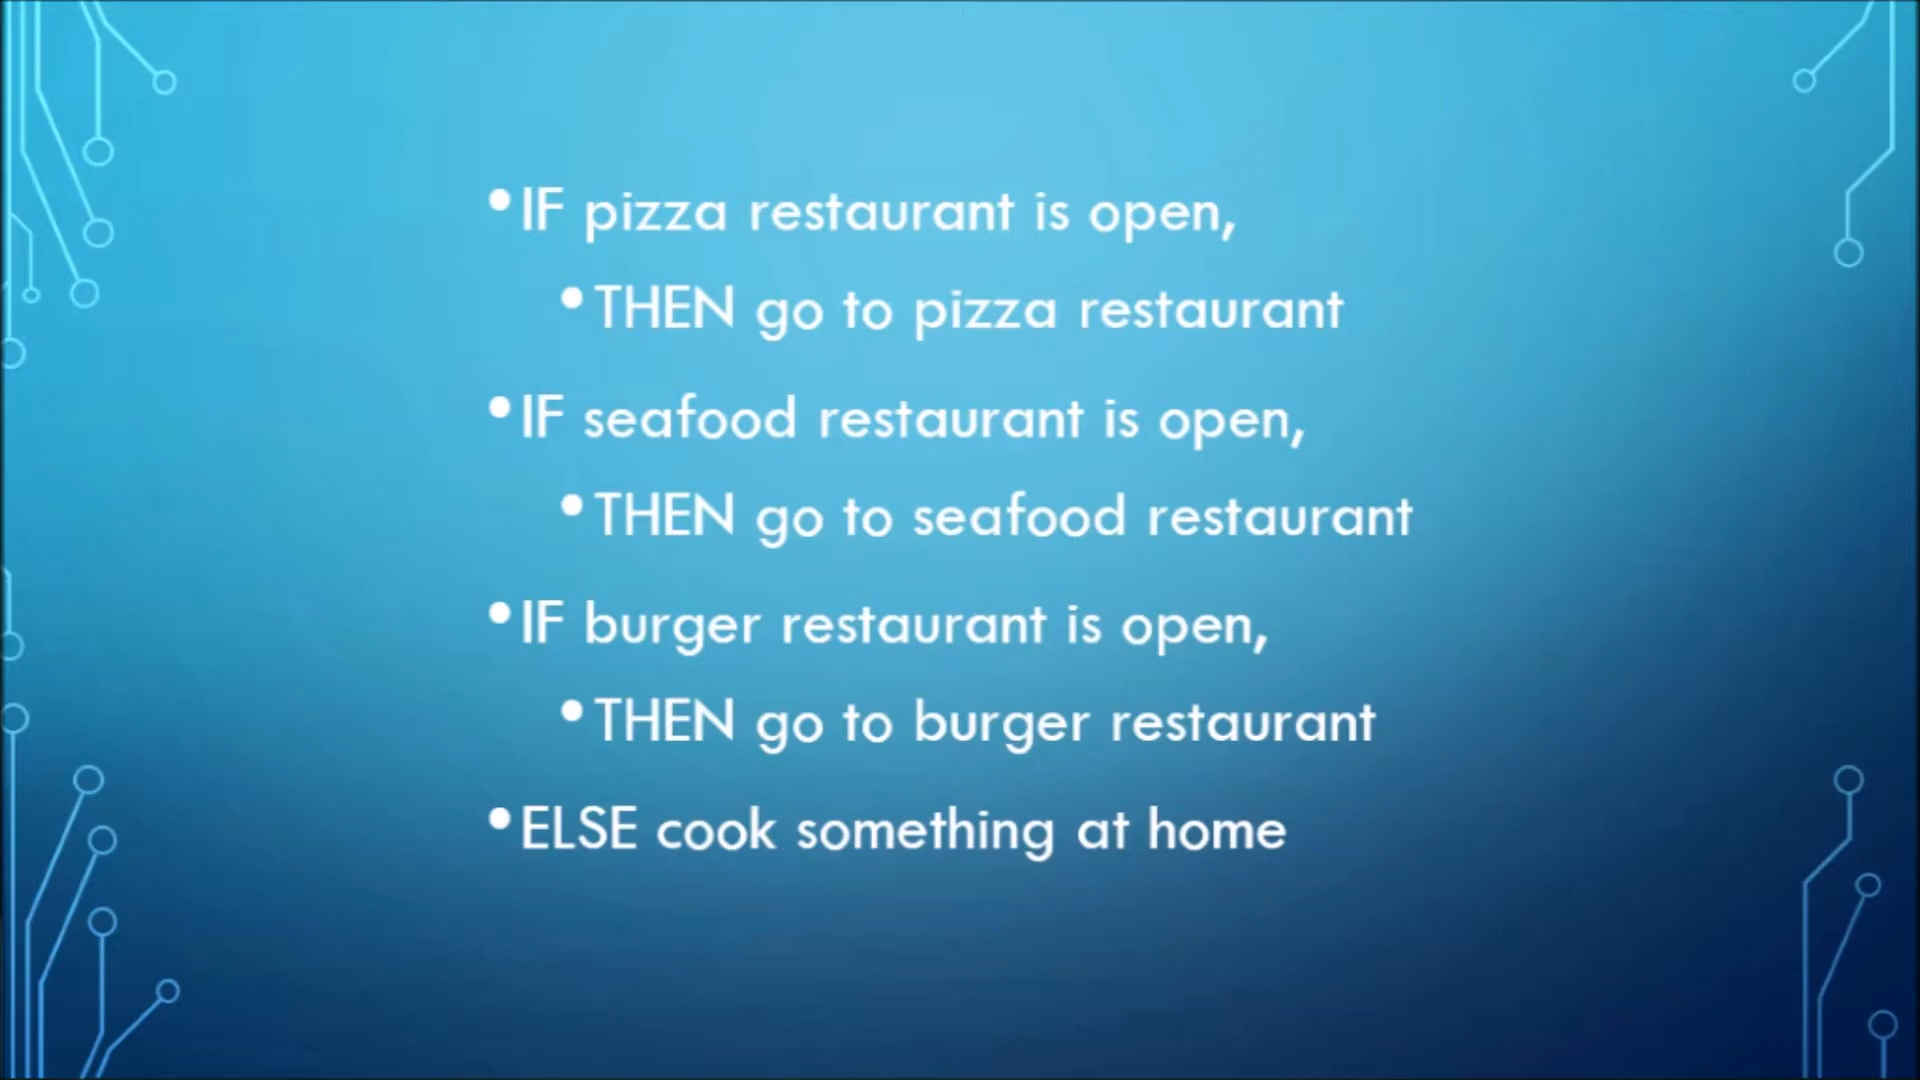 •IF pizza restaurant is open,
•THEN go to pizza restaurant
•IF seafood restaurant is open,
•THEN go to seafood restaurant
•IF burger restaurant is open,
•THEN go to burger restaurant
•ELSE cook something at home